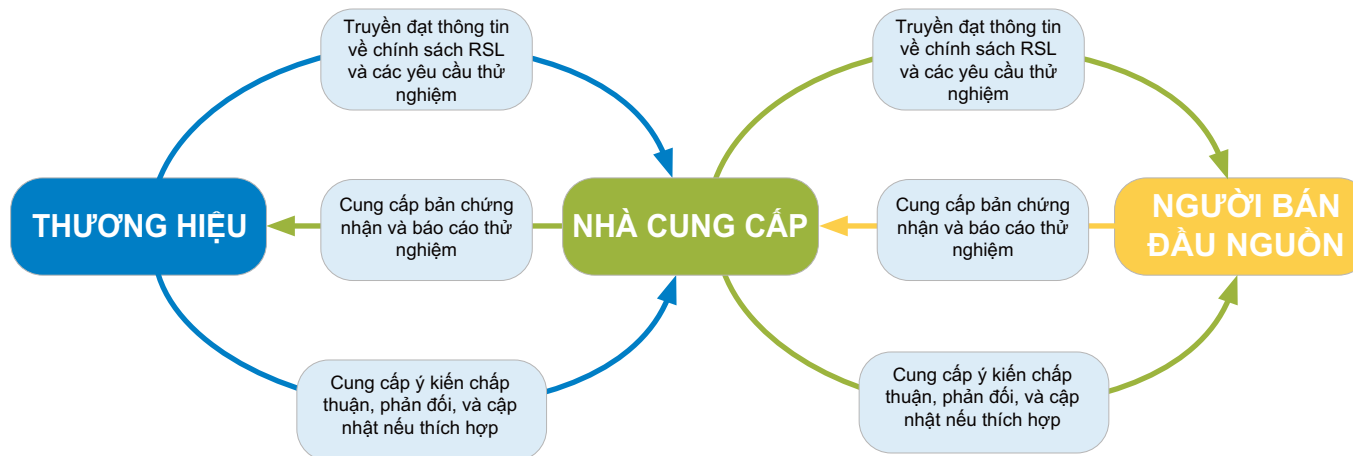 Truyền đạt thông tin
về chính sách RSL
và các yêu cầu thử
nghiệm
Truyền đạt thông tin
về chính sách RSL
và các yêu cầu thử
nghiệm
THƯƠNG HIỆU
Cung cấp bản chứng
nhận và báo cáo thử
nghiệm
NHÀ CUNG CẤP
Cung cấp bản chứng
nhận và báo cáo thử
nghiệm
NGƯỜI BÁN
ĐẦU NGUỒN
Cung cấp ý kiến chấp
thuận, phản đối, và cập
nhật nếu thích hợp
Cung cấp ý kiến chấp
thuận, phản đối, và cập
nhật nếu thích hợp